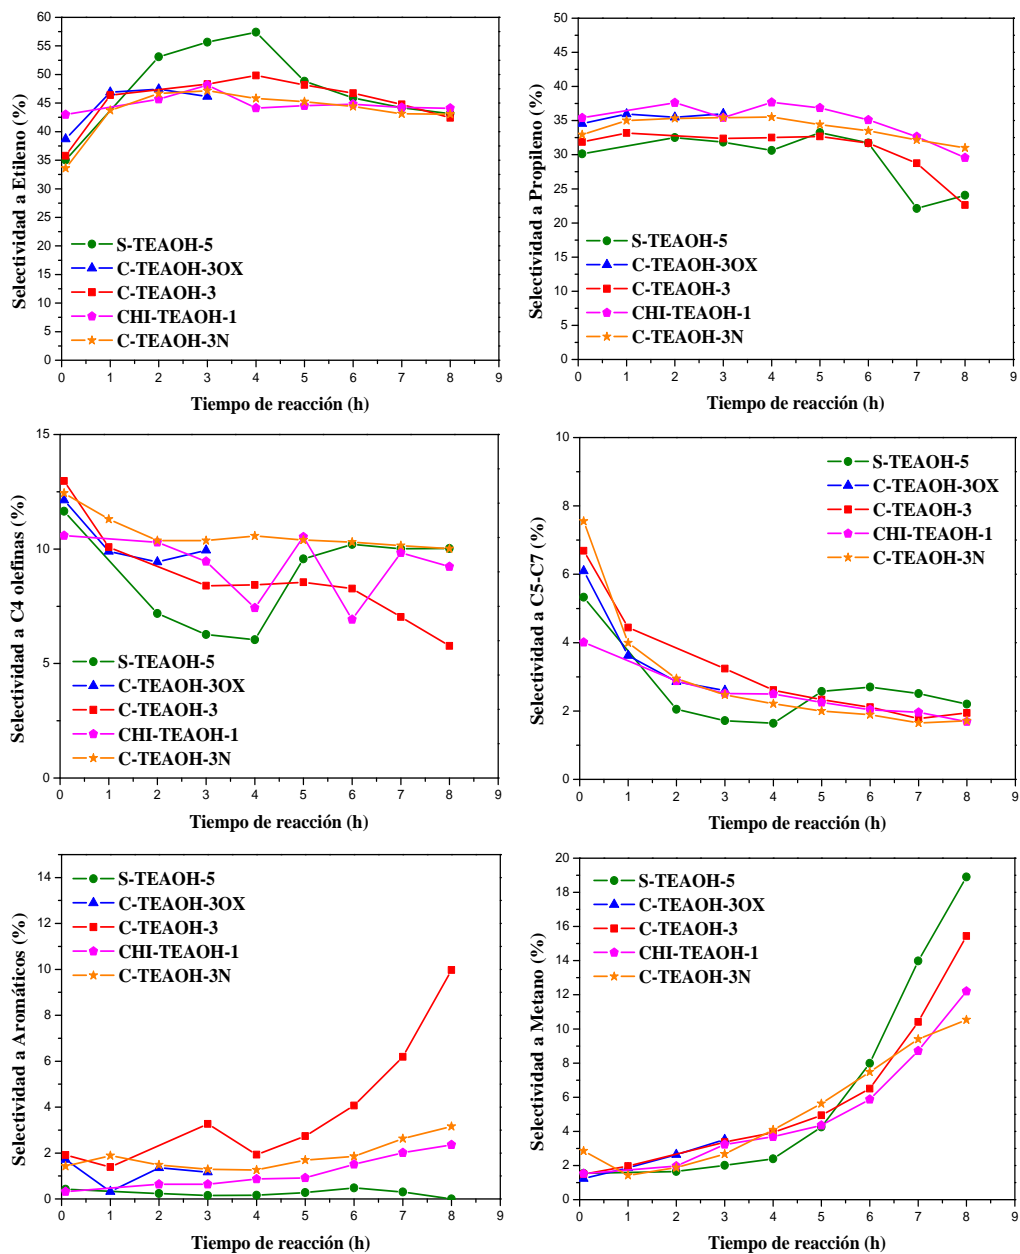 60
55
50
45
40
35
30
25
20
15
10
5
0
Selectividad a Etileno (%)
S-TEAOH-5
C-TEAOH-3OX
C-TEAOH-3
CHI-TEAOH-1
C-TEAOH-3N
0 1 2 3 4 5 6 7 8 9
Tiempo de reacción (h)
50
45
40
35
30
25
20
15
10
5
0
Selectividad a Propileno (%)
S-TEAOH-5
C-TEAOH-3OX
C-TEAOH-3
CHI-TEAOH-1
C-TEAOH-3N
0 1 2 3 4 5 6 7 8 9
Tiempo de reacción (h)
15
10
5
0
Selectividad a C4 olefinas (%)
S-TEAOH-5
C-TEAOH-3OX
C-TEAOH-3
CHI-TEAOH-1
C-TEAOH-3N
0 1 2 3 4 5 6 7 8 9
Tiempo de reacción (h)
10
8
6
4
2
0
Selectividad a C5-C7 (%)
S-TEAOH-5
C-TEAOH-3OX
C-TEAOH-3
CHI-TEAOH-1
C-TEAOH-3N
0 1 2 3 4 5 6 7 8 9
Tiempo de reacción (h)
14
12
10
8
6
4
2
0
Selectividad a Aromáticos (%)
S-TEAOH-5
C-TEAOH-3OX
C-TEAOH-3
CHI-TEAOH-1
C-TEAOH-3N
0 1 2 3 4 5 6 7 8 9
Tiempo de reacción (h)
20
18
16
14
12
10
8
6
4
2
0
Selectividad a Metano (%)
S-TEAOH-5
C-TEAOH-3OX
C-TEAOH-3
CHI-TEAOH-1
C-TEAOH-3N
0 1 2 3 4 5 6 7 8 9
Tiempo de reacción (h)